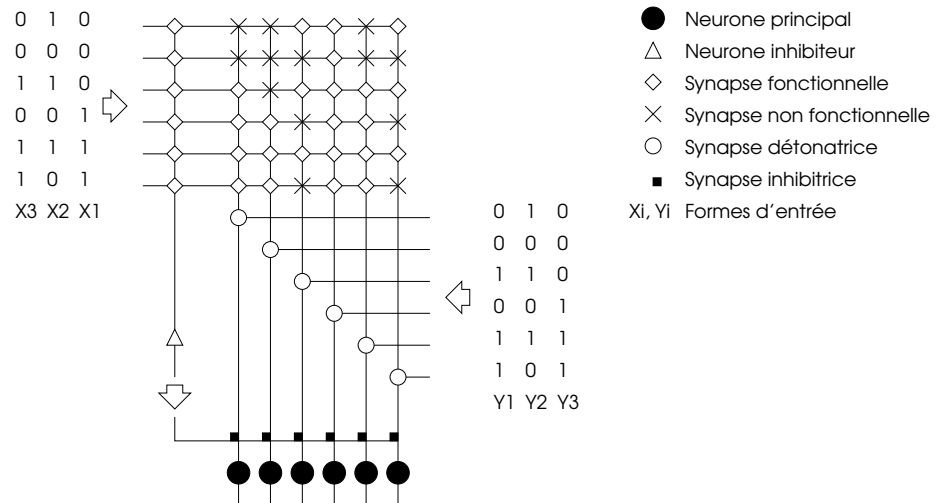 0 1 0
0 0 0
1 1 0
0 0 1
1 1 1
1 0 1
X3 X2 X1
Neurone principal
Neurone inhibiteur
Synapse fonctionnelle
Synapse non fonctionnelle
Synapse détonatrice
Synapse inhibitrice
Xi, Yi Formes d'entrée
0 1 0
0 0 0
1 1 0
0 0 1
1 1 1
1 0 1
Y1 Y2 Y3